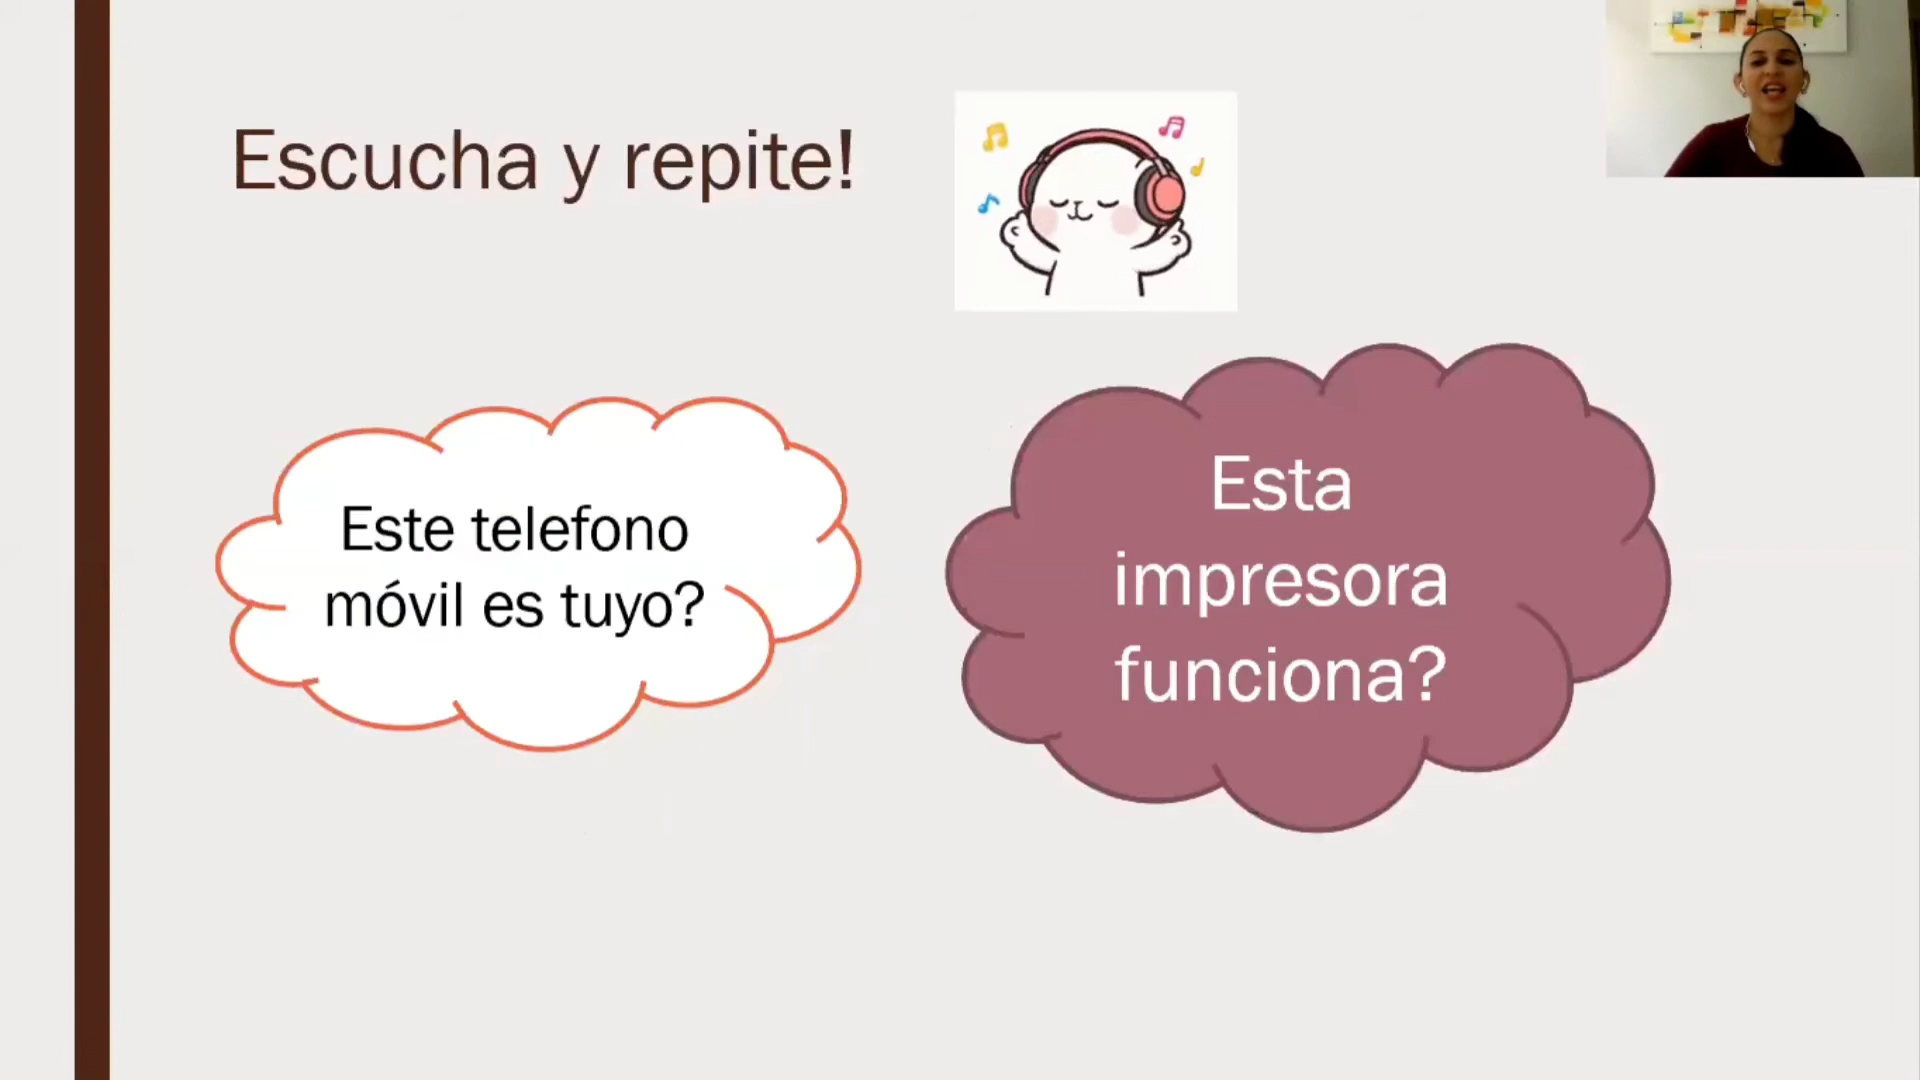 Escucha y repite!
Este telefono
móvil es tuyo?
Esta
impresora
funciona?